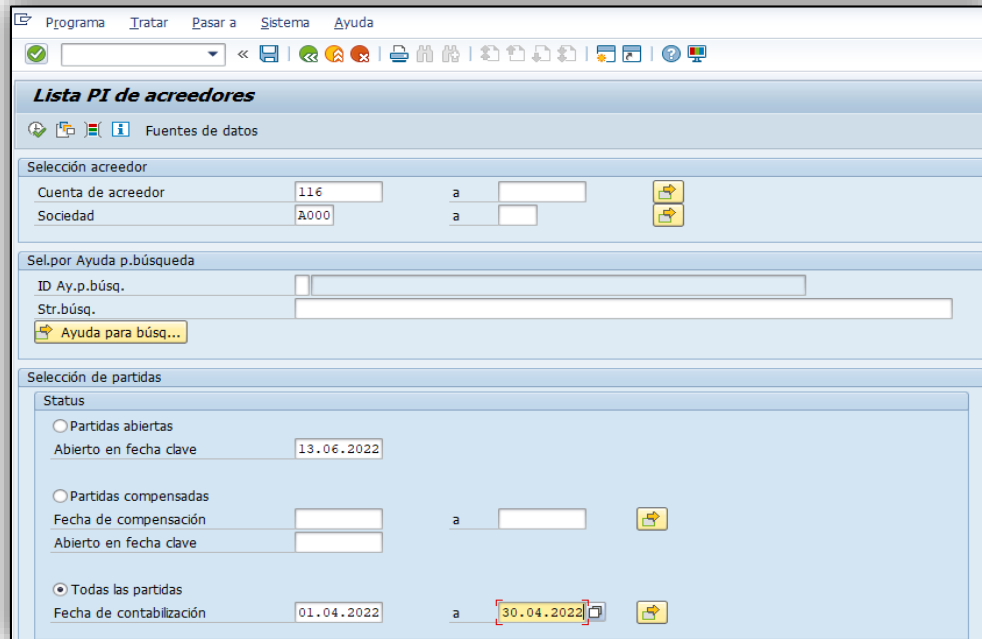 Programa Tratar Pasar a Sistema Ayuda
Lista PI de acreedores
Fuentes de datos
Selección acreedor
Cuenta de acreedor 116 a
Sociedad A000 a
Sel.por Ayuda p.búsqueda
ID Ay.p.búsq.
Str.búsq.
Ayuda para búsq...
Selección de partidas
Status
Partidas abiertas
Abierto en fecha clave 13.06.2022
Partidas compensadas
Fecha de compensación a
Abierto en fecha clave
Todas las partidas
Fecha de contabilización 01.04.2022 a 30.04.2022